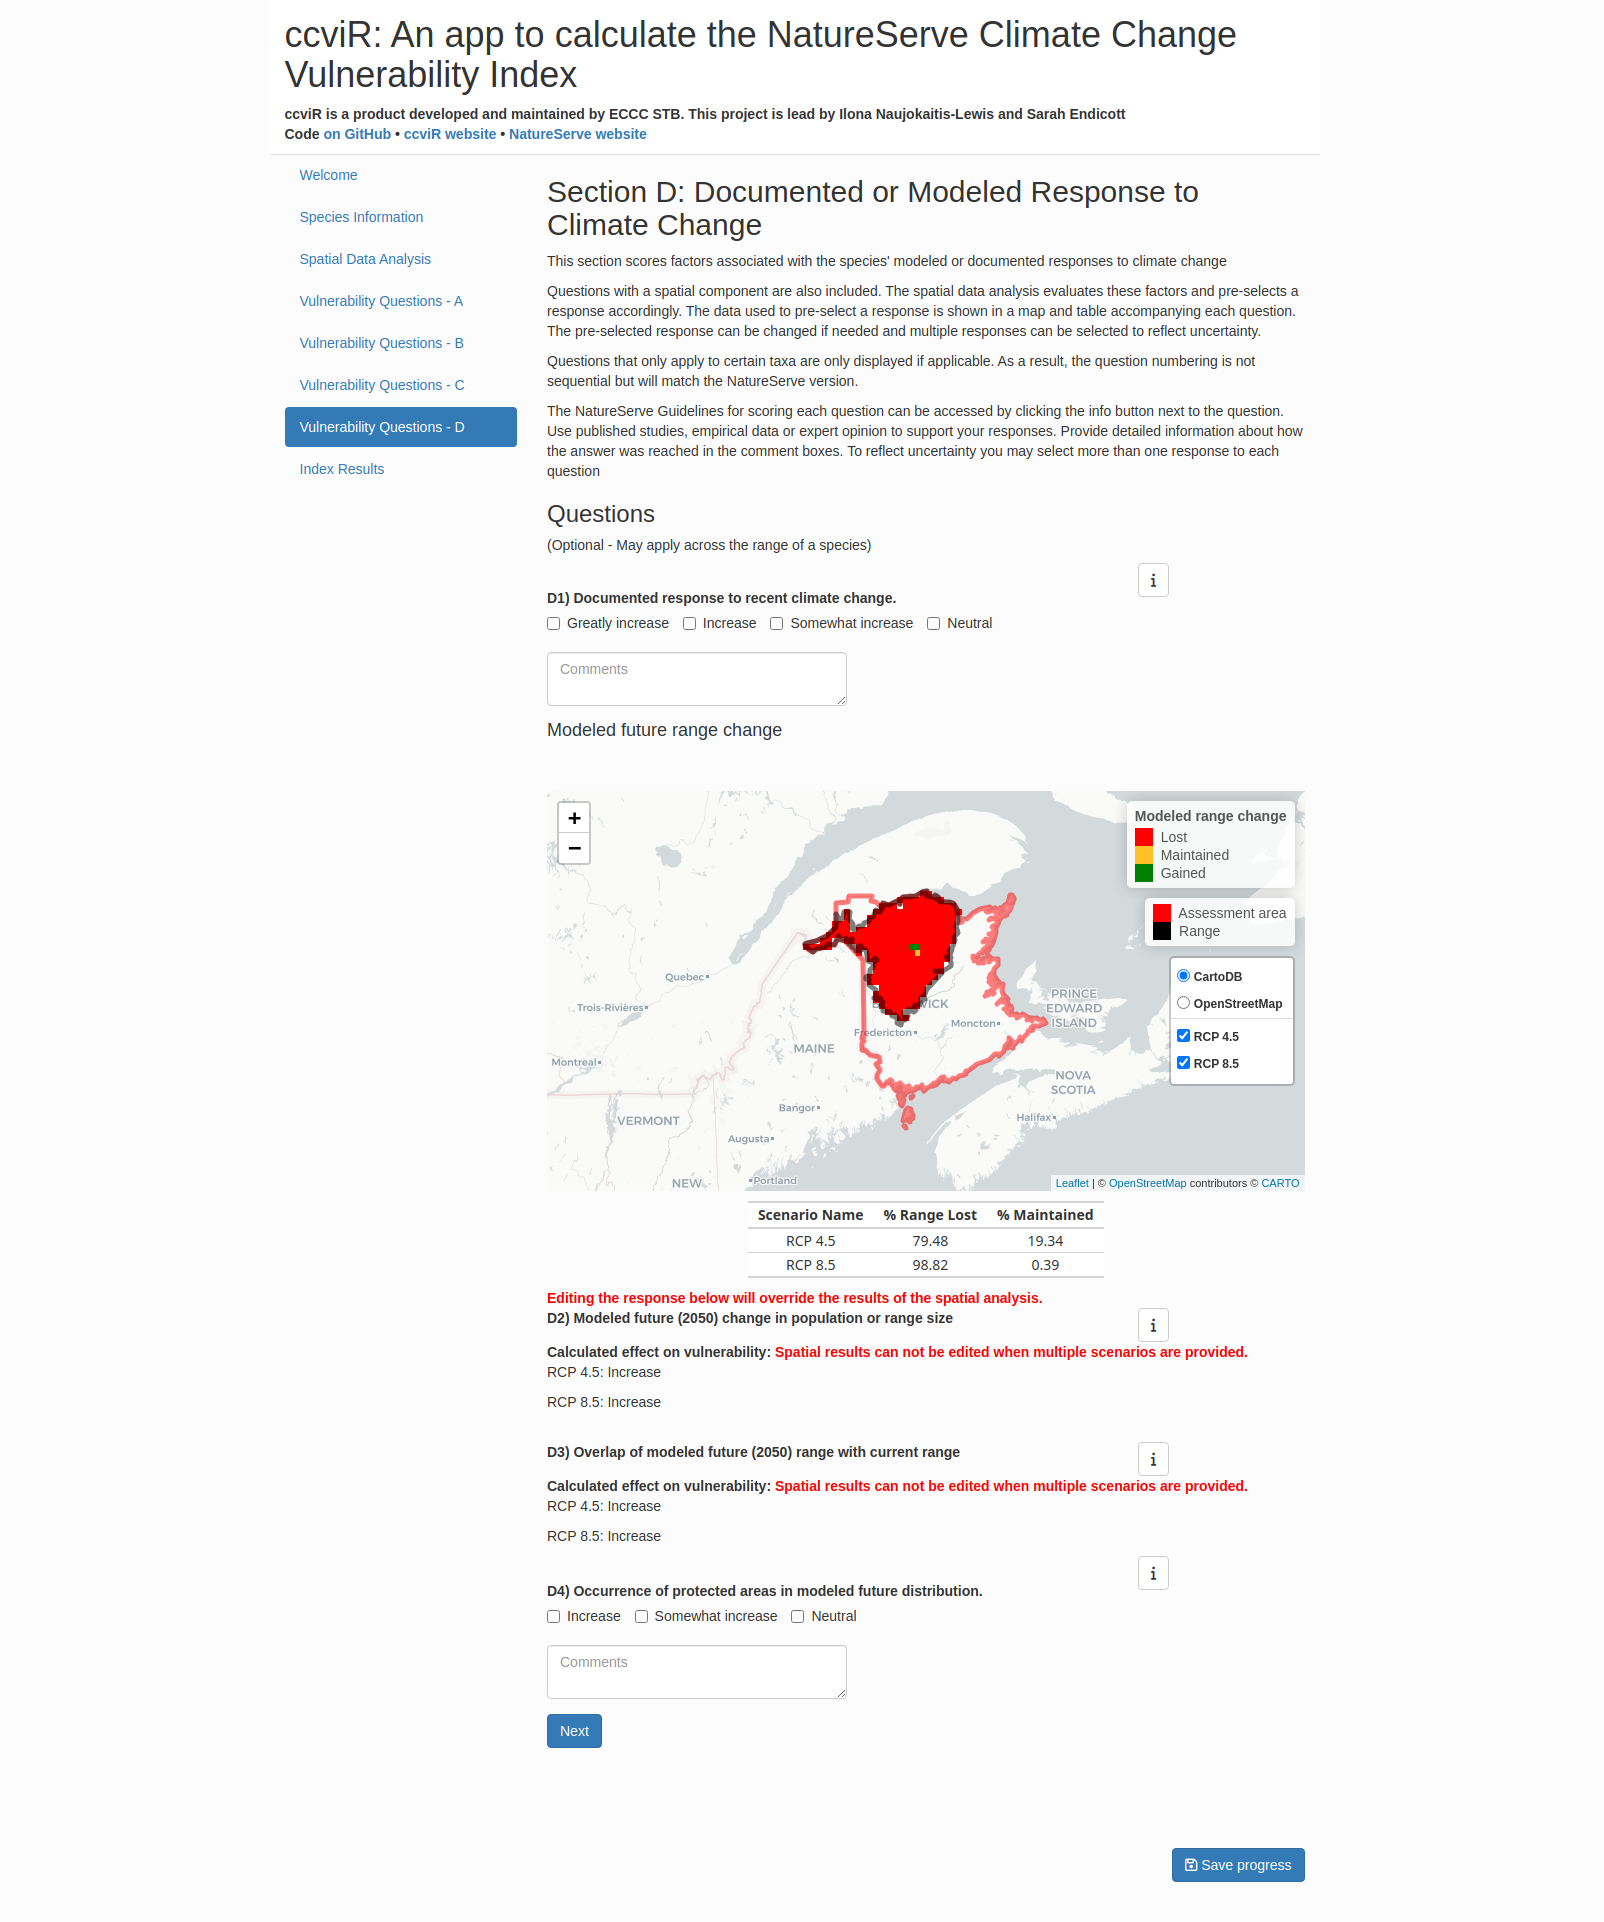 ccviR: An app to calculate the NatureServe Climate Change
Vulnerability Index
ccviR is a product developed and maintained by ECCC STB. This project is lead by Ilona Naujokaitis-Lewis and Sarah Endicott
Code on GitHub • ccviR website • NatureServe website
Welcome
Species Information
Spatial Data Analysis
Vulnerability Questions - A
Vulnerability Questions - B
Vulnerability Questions - C
Vulnerability Questions - D
Index Results
Section D: Documented or Modeled Response to
Climate Change
This section scores factors associated with the species' modeled or documented responses to climate change
Questions with a spatial component are also included. The spatial data analysis evaluates these factors and pre-selects a
response accordingly. The data used to pre-select a response is shown in a map and table accompanying each question.
The pre-selected response can be changed if needed and multiple responses can be selected to reflect uncertainty.
Questions that only apply to certain taxa are only displayed if applicable. As a result, the question numbering is not
sequential but will match the NatureServe version.
The NatureServe Guidelines for scoring each question can be accessed by clicking the info button next to the question.
Use published studies, empirical data or expert opinion to support your responses. Provide detailed information about how
the answer was reached in the comment boxes. To reflect uncertainty you may select more than one response to each
question
Questions
(Optional - May apply across the range of a species)
i
D1) Documented response to recent climate change.
Greatly increase Increase Somewhat increase Neutral
Comments
Modeled future range change
+
−
Modeled range change
Lost
Maintained
Gained
Assessment area
Range
CartoDB
OpenStreetMap
RCP 4.5
RCP 8.5
Quebec
Trois-Rivières
Montreal
VICK
Fredericton
Moncton
PRINCE
EDWARD
ISLAND
MAINE
NOVA
SCOTIA
Bangor
Halifax
VERMONT
Augusta
NEW
Portland
Leaflet | © OpenStreetMap contributors © CARTO
Scenario Name % Range Lost % Maintained
RCP 4.5 79.48 19.34
RCP 8.5 98.82 0.39
Editing the response below will override the results of the spatial analysis.
D2) Modeled future (2050) change in population or range size
i
Calculated effect on vulnerability: Spatial results can not be edited when multiple scenarios are provided.
RCP 4.5: Increase
RCP 8.5: Increase
D3) Overlap of modeled future (2050) range with current range
i
Calculated effect on vulnerability: Spatial results can not be edited when multiple scenarios are provided.
RCP 4.5: Increase
RCP 8.5: Increase
i
D4) Occurrence of protected areas in modeled future distribution.
Increase Somewhat increase Neutral
Comments
Next
Save progress